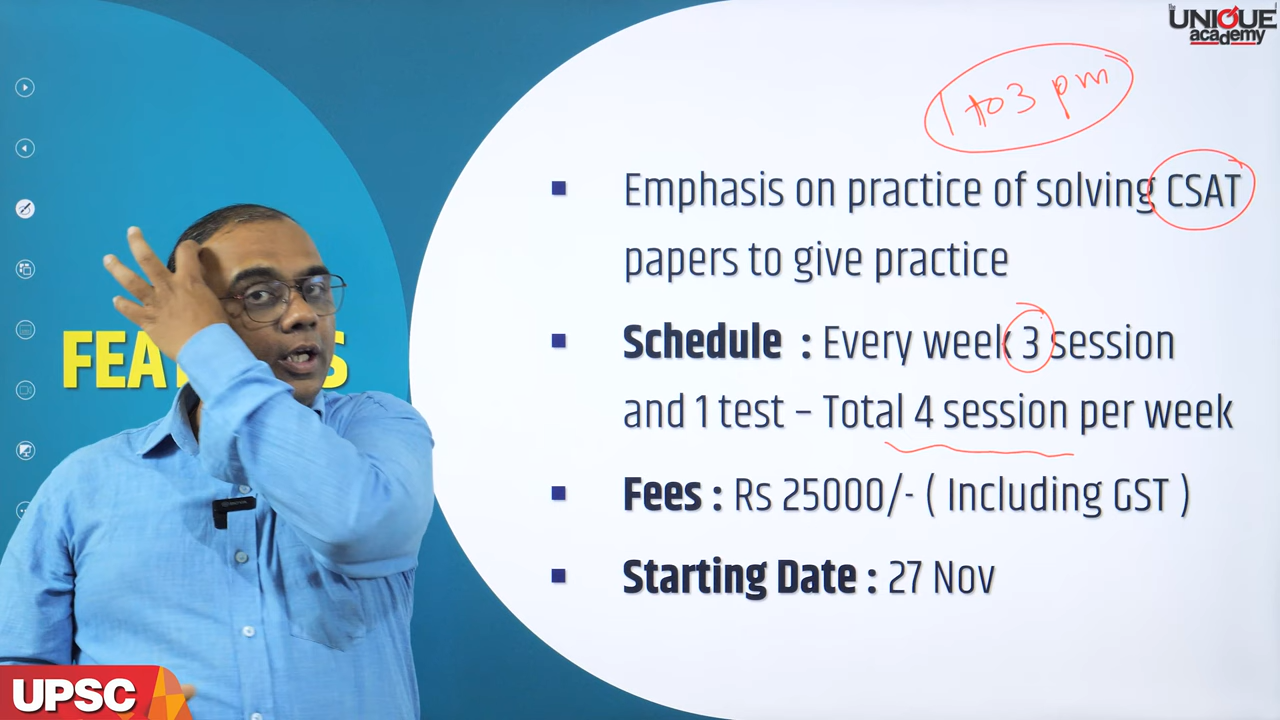 The
UNIQUE
academy
1 to 3 pm
Emphasis on practice of solving CSAT
papers to give practice
Schedule : Every week 3 session
and 1 test – Total 4 session per week
Fees : Rs 25000/- ( Including GST )
Starting Date : 27 Nov
UPSC